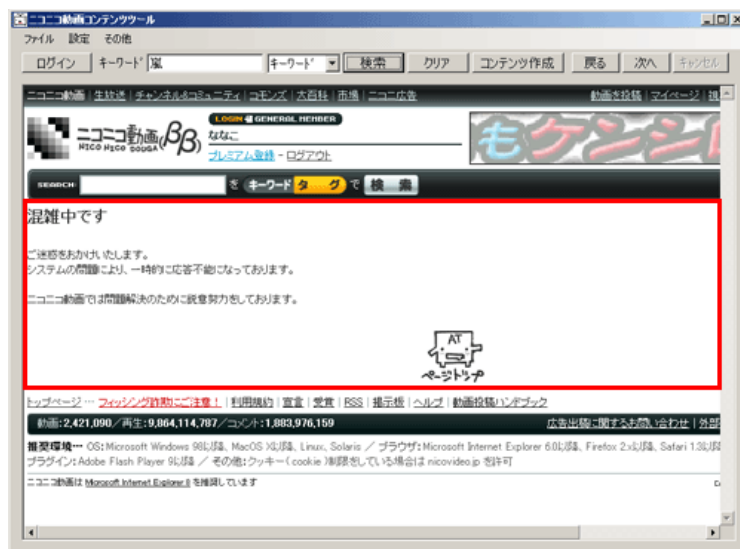 ニコニコ動画コンテンツツール
ファイル 設定 その他
ログイン キーワード 嵐 キーワード 検索 クリア コンテンツ作成 戻る 次へ キャンセル
ニコニコ動画 | 生放送 | チャンネル&コミュニティ | コモンズ | 大百科 | 市場 | ニコニ広告 動画を投稿 | マイページ |
LOGIN GENERAL MEMBER
ニコニコ動画(ββ) ななこ
NICO NICO DOUGA
プレミアム登録 - ログアウト
もケンシロ
SEARCH を キーワード タグ で 検 索
混雑中です
ご迷惑をおかけいたします。
システムの問題により、一時的に応答不能になっております。
ニコニコ動画では問題解決のために鋭意努力をしております。
AT
ページトップ
トップページ … フィッシング詐欺にご注意! | 利用規約 | 宣言 | 受賞 | RSS | 掲示板 | ヘルプ | 動画投稿ハンドブック
動画:2,421,090/再生:9,864,114,787/コメント:1,883,976,159 広告出稿に関するお問い合わせ | 外部
推奨環境… OS: Microsoft Windows 98以降、MacOS X以降、Linux、Solaris / ブラウザ: Microsoft Internet Explorer 6.0以降、Firefox 2.x以降、Safari 1.3以降
プラグイン: Adobe Flash Player 9以降 / その他: クッキー( cookie )制限をしている場合は nicovideo.jp を許可
ニコニコ動画は Microsoft Internet Explorer 8 を推奨しています